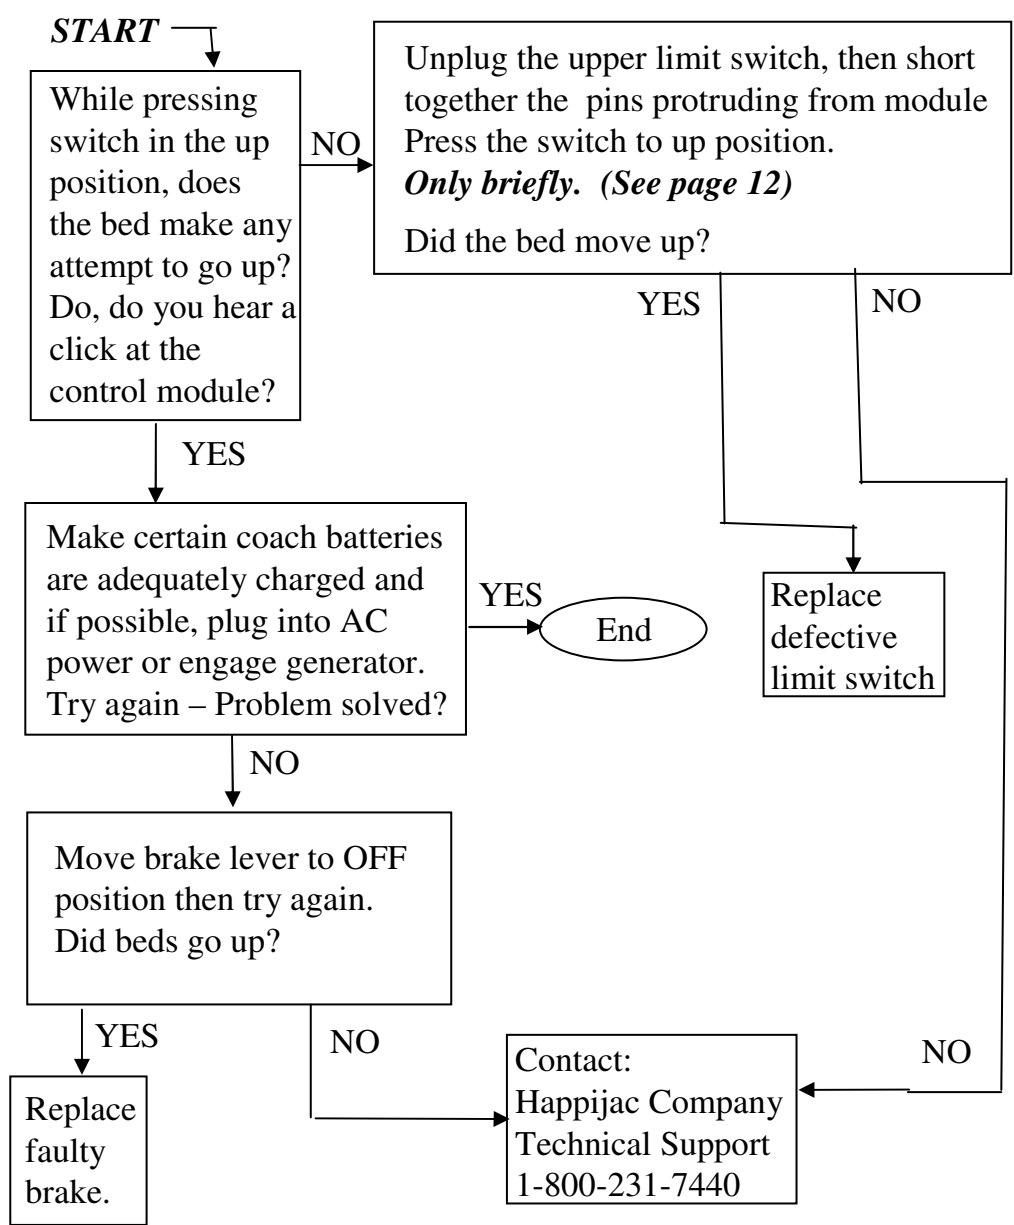 START
While pressing
switch in the up
position, does
the bed make any
attempt to go up?
Do, do you hear a
click at the
control module?
NO
Unplug the upper limit switch, then short
together the pins protruding from module
Press the switch to up position.
Only briefly. (See page 12)
Did the bed move up?
YES
NO
YES
Make certain coach batteries
are adequately charged and
if possible, plug into AC
power or engage generator.
Try again – Problem solved?
YES
End
Replace
defective
limit switch
NO
Move brake lever to OFF
position then try again.
Did beds go up?
YES
NO
NO
Replace
faulty
brake.
Contact:
Happijac Company
Technical Support
1-800-231-7440